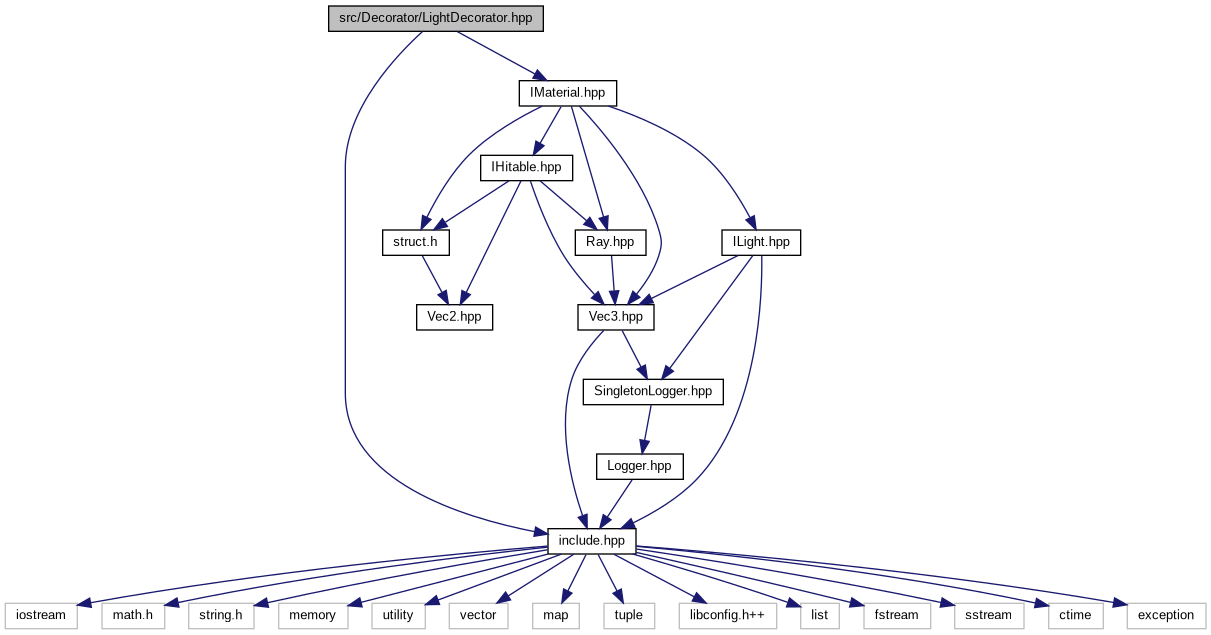 src/Decorator/LightDecorator.hpp
IMaterial.hpp
IHitable.hpp
struct.h
Ray.hpp
ILight.hpp
Vec2.hpp
Vec3.hpp
SingletonLogger.hpp
Logger.hpp
include.hpp
iostream
math.h
string.h
memory
utility
vector
map
tuple
libconfig.h++
list
fstream
sstream
ctime
exception